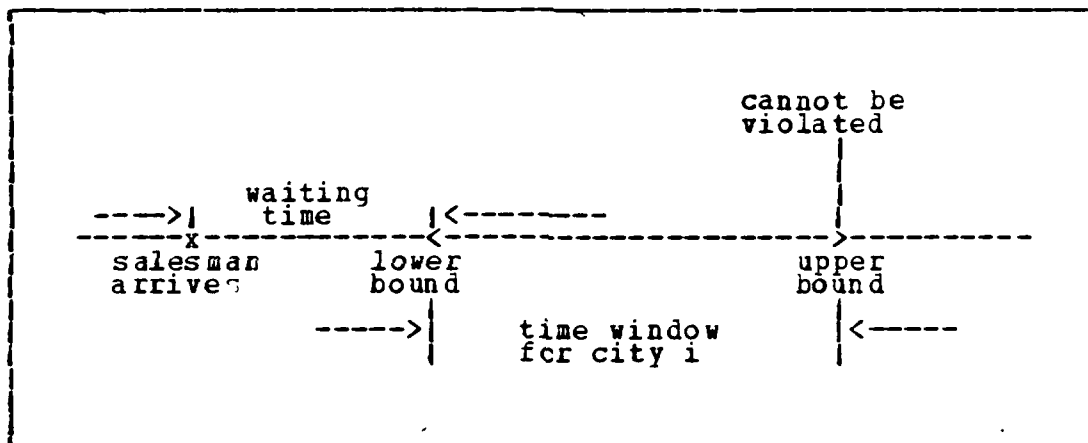 cannot be
violated
waiting
time
salesman
arrives
lower
bound
upper
bound
time window
for city i